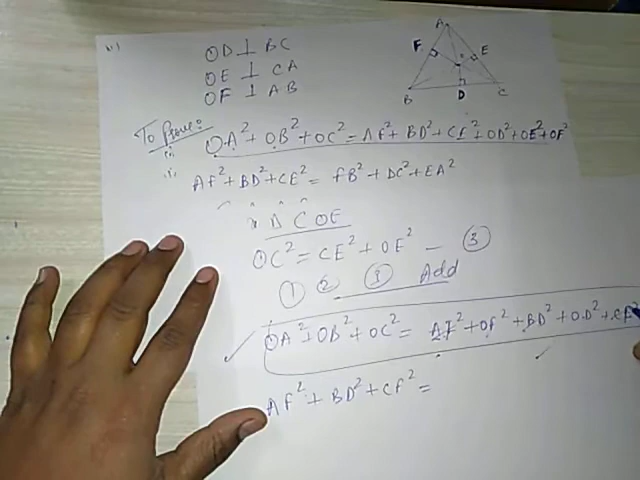 OD ⊥ BC
OE ⊥ CA
OF ⊥ AB
A
F
E
B
D
C
To Prove:
OA² + OB² + OC² = AF² + BD² + CE² + OD² + OE² + OF²
AF² + BD² + CE² = FB² + DC² + EA²
COE
OC² = CE² + OE² — ③
① ② ③ Add
OA² + OB² + OC² = AF² + OF² + BD² + OD² + CE²
AF² + BD² + CF² =